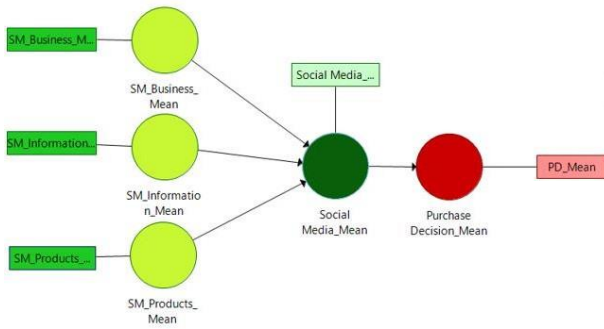 SM_Business_M...
SM_Business_
Mean
Social Media_...
SM_Information...
SM_Informatio
n_Mean
Social
Media_Mean
Purchase
Decision_Mean
PD_Mean
SM_Products_...
SM_Products_
Mean